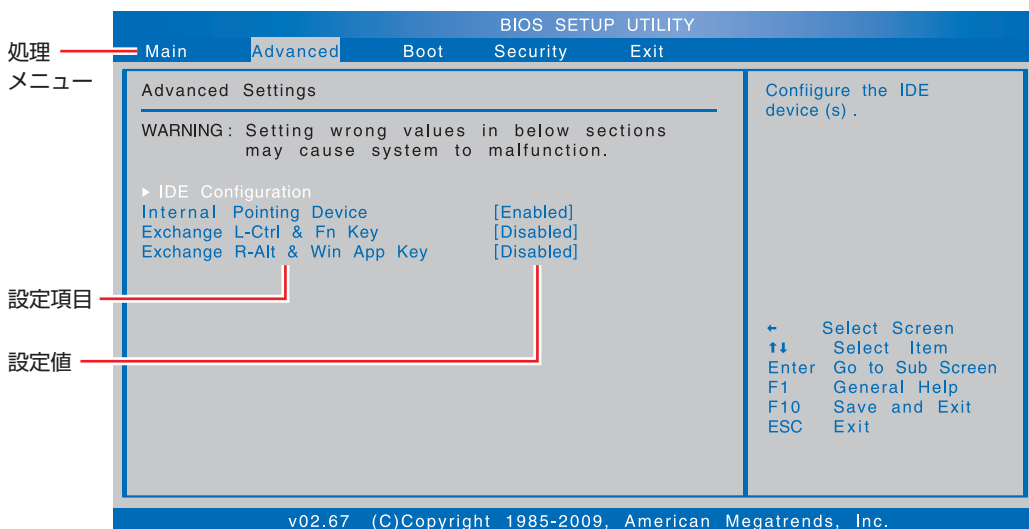 BIOS SETUP UTILITY
Main Advanced Boot Security Exit
処理
メニュー
Advanced Settings
WARNING : Setting wrong values in below sections
may cause system to malfunction.
▸ IDE Configuration
Internal Pointing Device [Enabled]
Exchange L-Ctrl & Fn Key [Disabled]
Exchange R-Alt & Win App Key [Disabled]
設定項目
設定値
Confiigure the IDE
device (s) .
← Select Screen
↑↓ Select Item
Enter Go to Sub Screen
F1 General Help
F10 Save and Exit
ESC Exit
v02.67 (C)Copyright 1985-2009, American Megatrends, Inc.